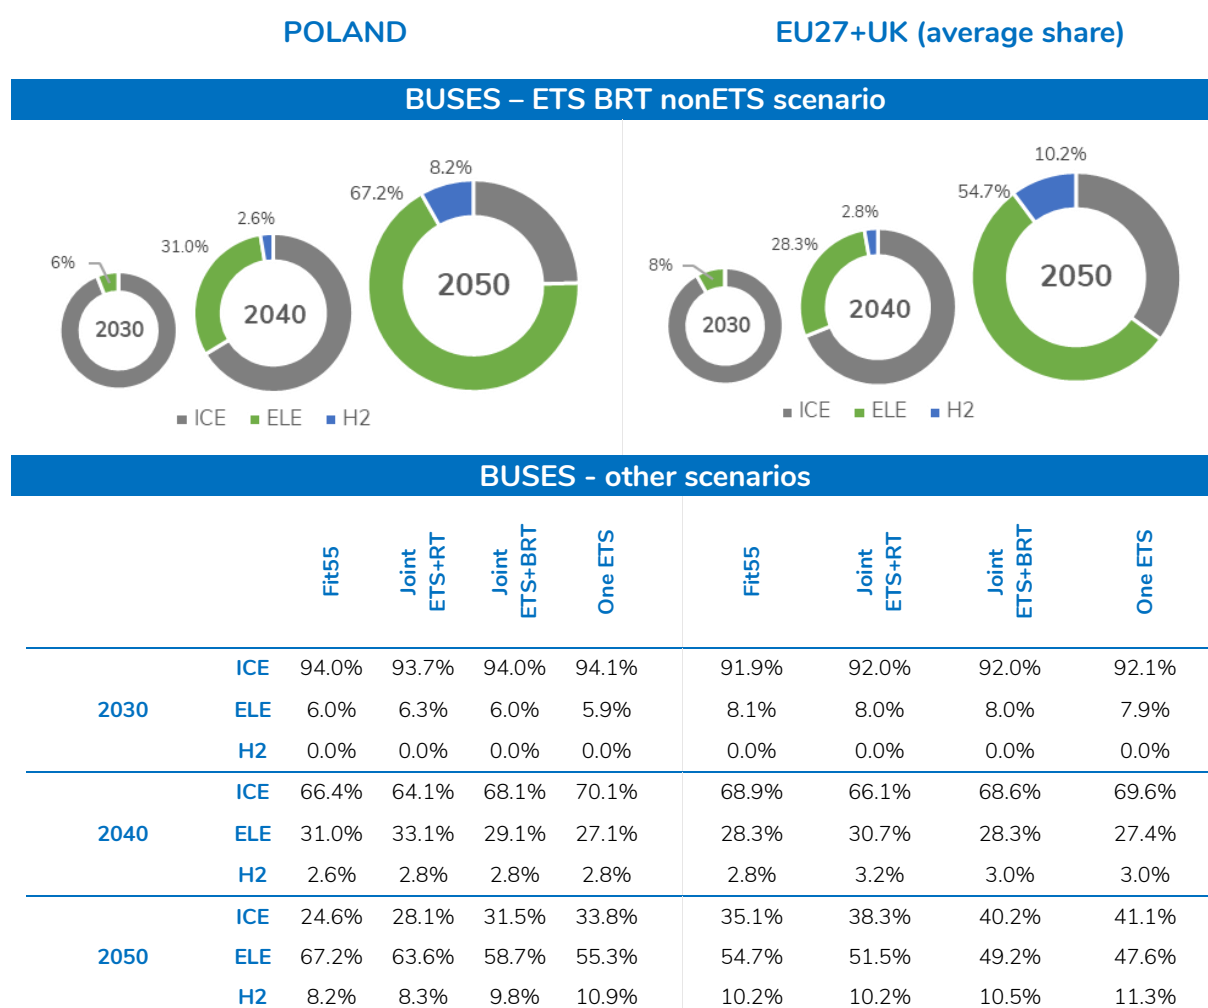 POLAND
EU27+UK (average share)
BUSES – ETS BRT nonETS scenario
6%
2030
31.0%
2.6%
2040
67.2%
8.2%
2050
ICE ELE H2
8%
2030
28.3%
2.8%
2040
54.7%
10.2%
2050
ICE ELE H2
BUSES - other scenarios
Fit55
Joint
ETS+RT
Joint
ETS+BRT
One ETS
Fit55
Joint
ETS+RT
Joint
ETS+BRT
One ETS
ICE 94.0% 93.7% 94.0% 94.1% 91.9% 92.0% 92.0% 92.1%
2030 ELE 6.0% 6.3% 6.0% 5.9% 8.1% 8.0% 8.0% 7.9%
H2 0.0% 0.0% 0.0% 0.0% 0.0% 0.0% 0.0% 0.0%
ICE 66.4% 64.1% 68.1% 70.1% 68.9% 66.1% 68.6% 69.6%
2040 ELE 31.0% 33.1% 29.1% 27.1% 28.3% 30.7% 28.3% 27.4%
H2 2.6% 2.8% 2.8% 2.8% 2.8% 3.2% 3.0% 3.0%
ICE 24.6% 28.1% 31.5% 33.8% 35.1% 38.3% 40.2% 41.1%
2050 ELE 67.2% 63.6% 58.7% 55.3% 54.7% 51.5% 49.2% 47.6%
H2 8.2% 8.3% 9.8% 10.9% 10.2% 10.2% 10.5% 11.3%